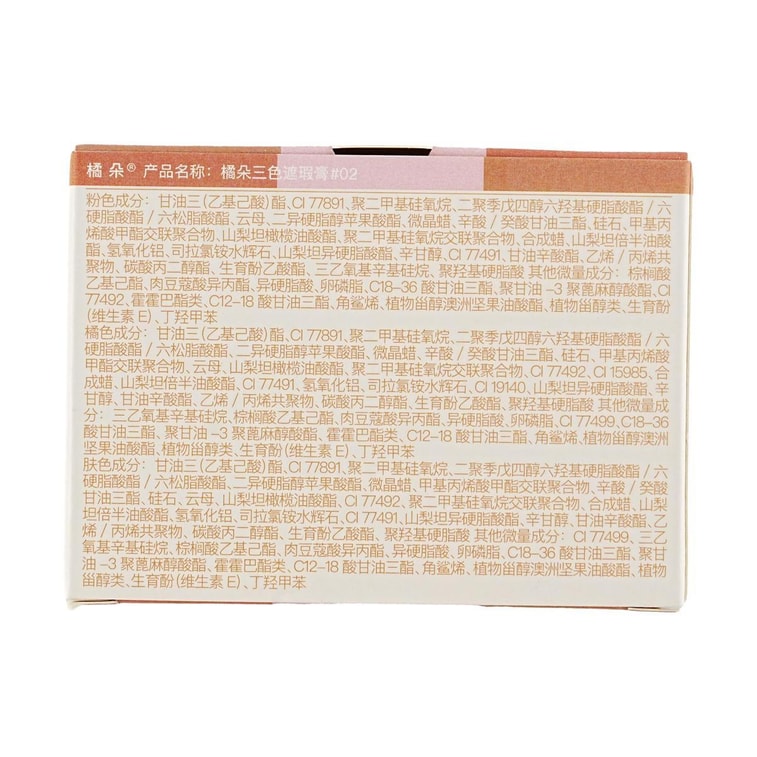 橘朵® 产品名称：橘朵三色遮瑕膏#02
粉色成分：甘油三(乙基己酸)酯、CI 77891、聚二甲基硅氧烷、二聚季戊四醇六羟基硬脂酸酯 / 六
硬脂酸酯 / 六松脂酸酯、云母、二异硬脂醇苹果酸酯、微晶蜡、辛酸 / 癸酸甘油三酯、硅石、甲基丙
烯酸甲酯交联聚合物、山梨坦橄榄油酸酯、聚二甲基硅氧烷交联聚合物、合成蜡、山梨坦倍半油酸
酯、氢氧化铝、司拉氯铵水辉石、山梨坦异硬脂酸酯、辛甘醇、CI 77491、甘油辛酸酯、乙烯 / 丙烯共
聚物、碳酸丙二醇酯、生育酚乙酸酯、三乙氧基辛基硅烷、聚羟基硬脂酸 其他微量成分：棕榈酸
乙基己酯、肉豆蔻酸异丙酯、异硬脂酸、卵磷脂、C18-36 酸甘油三酯、聚甘油 -3 聚蓖麻醇酸酯、CI
77492、霍霍巴酯类、C12-18 酸甘油三酯、角鲨烯、植物甾醇澳洲坚果油酸酯、植物甾醇类、生育酚
(维生素 E)、丁羟甲苯
橘色成分：甘油三(乙基己酸)酯、CI 77891、聚二甲基硅氧烷、二聚季戊四醇六羟基硬脂酸酯 / 六
硬脂酸酯 / 六松脂酸酯、二异硬脂醇苹果酸酯、微晶蜡、辛酸 / 癸酸甘油三酯、硅石、甲基丙烯酸
甲酯交联聚合物、云母、山梨坦橄榄油酸酯、聚二甲基硅氧烷交联聚合物、CI 77492、CI 15985、合
成蜡、山梨坦倍半油酸酯、CI 77491、氢氧化铝、司拉氯铵水辉石、CI 19140、山梨坦异硬脂酸酯、辛
甘醇、甘油辛酸酯、乙烯 / 丙烯共聚物、碳酸丙二醇酯、生育酚乙酸酯、聚羟基硬脂酸 其他微量成
分：三乙氧基辛基硅烷、棕榈酸乙基己酯、肉豆蔻酸异丙酯、异硬脂酸、卵磷脂、CI 77499、C18-36
酸甘油三酯、聚甘油 -3 聚蓖麻醇酸酯、霍霍巴酯类、C12-18 酸甘油三酯、角鲨烯、植物甾醇澳洲
坚果油酸酯、植物甾醇类、生育酚(维生素 E)、丁羟甲苯
肤色成分：甘油三(乙基己酸)酯、CI 77891、聚二甲基硅氧烷、二聚季戊四醇六羟基硬脂酸酯 / 六
硬脂酸酯 / 六松脂酸酯、二异硬脂醇苹果酸酯、微晶蜡、甲基丙烯酸甲酯交联聚合物、辛酸 / 癸酸
甘油三酯、硅石、云母、山梨坦橄榄油酸酯、CI 77492、聚二甲基硅氧烷交联聚合物、合成蜡、山梨坦
倍半油酸酯、氢氧化铝、司拉氯铵水辉石、CI 77491、山梨坦异硬脂酸酯、辛甘醇、甘油辛酸酯、乙
烯 / 丙烯共聚物、碳酸丙二醇酯、生育酚乙酸酯、聚羟基硬脂酸 其他微量成分：CI 77499、三乙
氧基辛基硅烷、棕榈酸乙基己酯、肉豆蔻酸异丙酯、异硬脂酸、卵磷脂、C18-36 酸甘油三酯、聚甘
油 -3 聚蓖麻醇酸酯、霍霍巴酯类、C12-18 酸甘油三酯、角鲨烯、植物甾醇澳洲坚果油酸酯、植物
甾醇类、生育酚(维生素 E)、丁羟甲苯